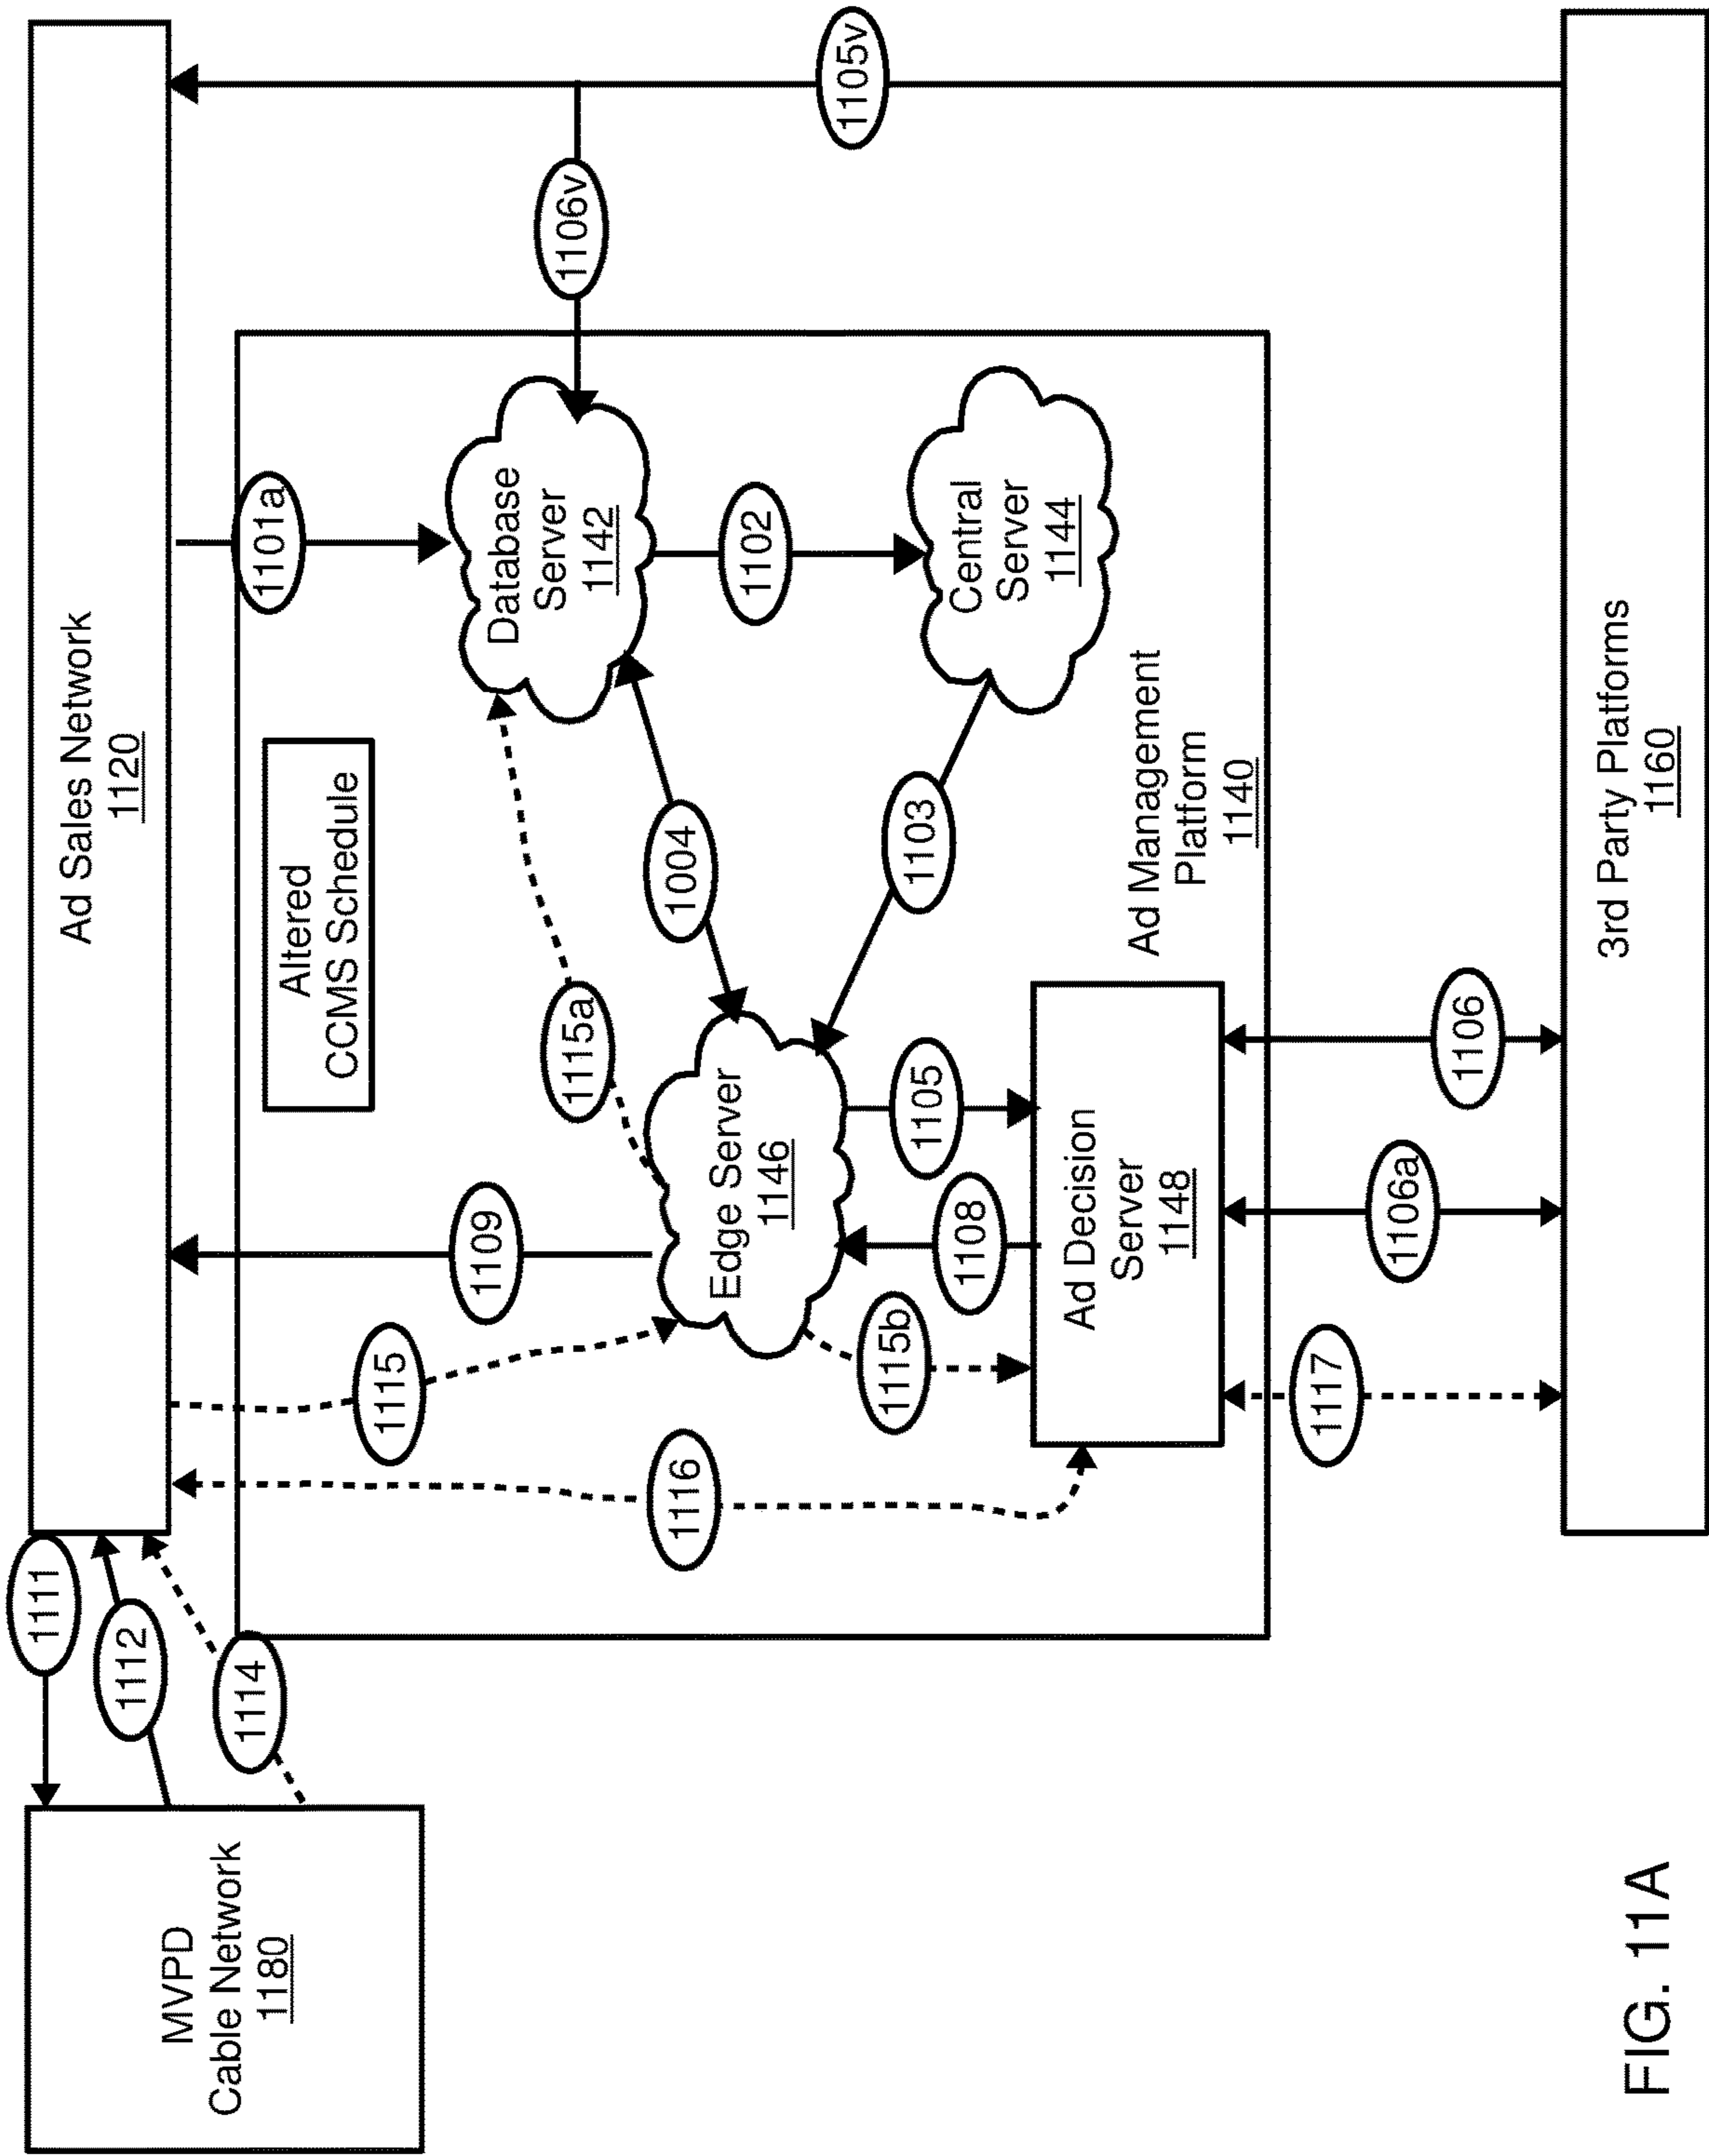 MVPD
Cable Network
1180
1111
1112
1114
Ad Sales Network
1120
1116
1115
1109
1101a
Altered
CCMS Schedule
1115a
Database
Server
1142
1106v
1105v
1004
1102
Edge Server
1146
1103
Central
Server
1144
1115b
1108
1105
Ad Decision
Server
1148
Ad Management
Platform
1140
1117
1106a
1106
3rd Party Platforms
1160
FIG. 11A